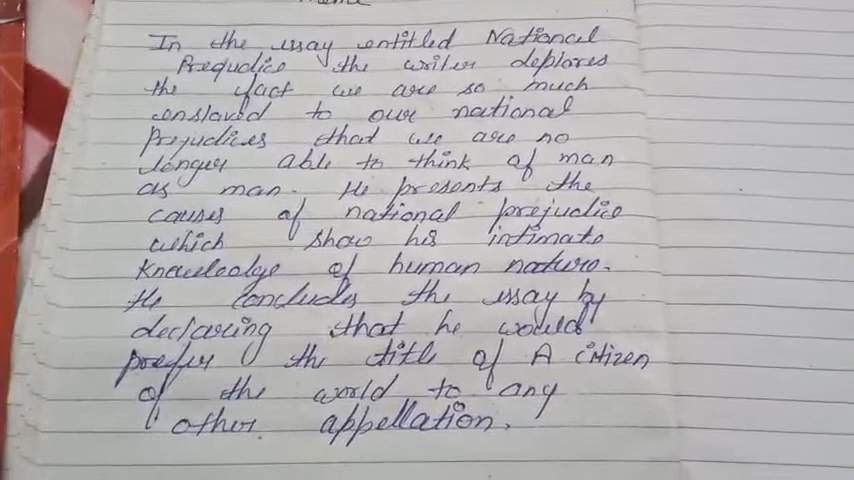 Theme
In the essay entitled National
Prequdice the writer deplores
the fact we are so much
enslaved to our national
Prejudices that we are no
longer able to think of man
as man. He presents the
causes of national prejudice
which show his intimate
knowledge of human nature.
He concludes the essay by
declaring that he would
prefer the title of A citizen
of the world to any
other appellation.